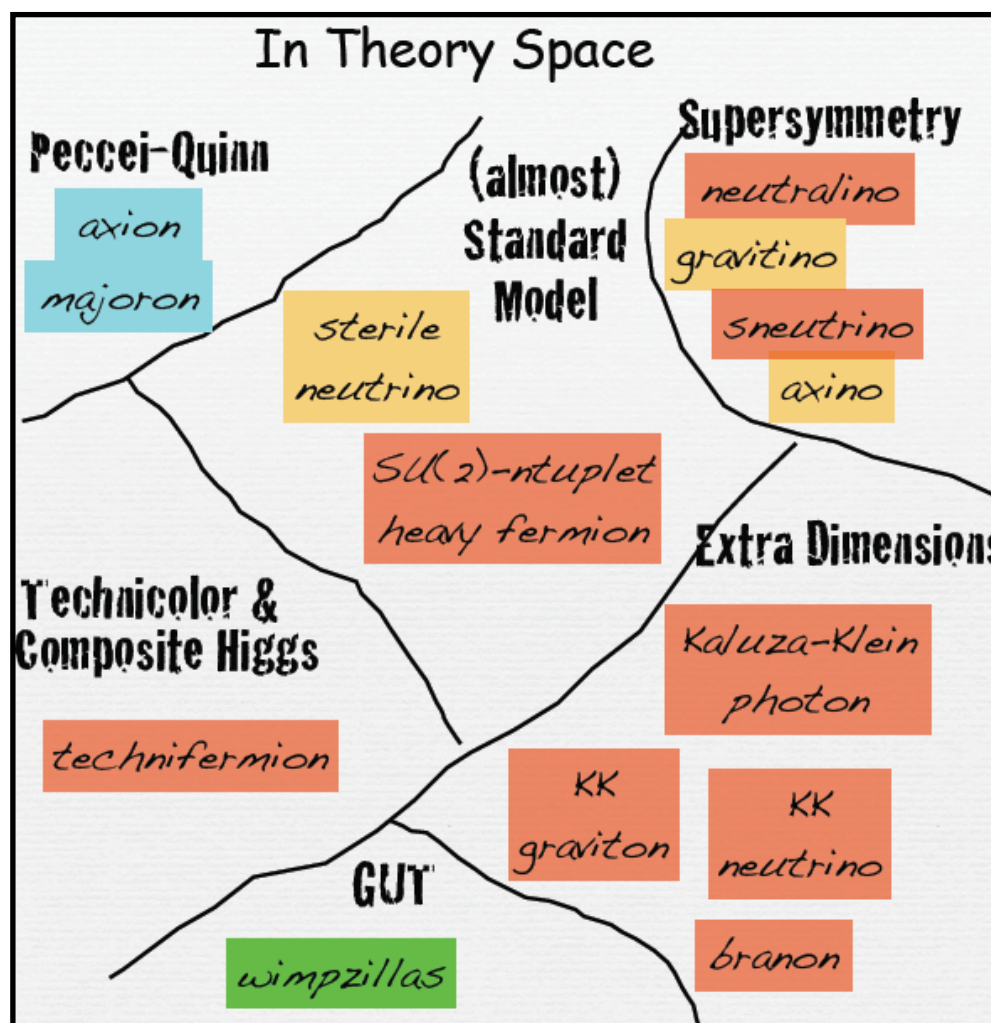 In Theory Space
Peccei-Quinn
axion
majoron
(almost)
Standard
Model
sterile
neutrino
SU(2)-ntuplet
heavy fermion
Supersymmetry
neutralino
gravitino
sneutrino
axino
Technicolor &
Composite Higgs
technifermion
Extra Dimensions
Kaluza-Klein
photon
KK
graviton
KK
neutrino
branon
GUT
wimpzillas